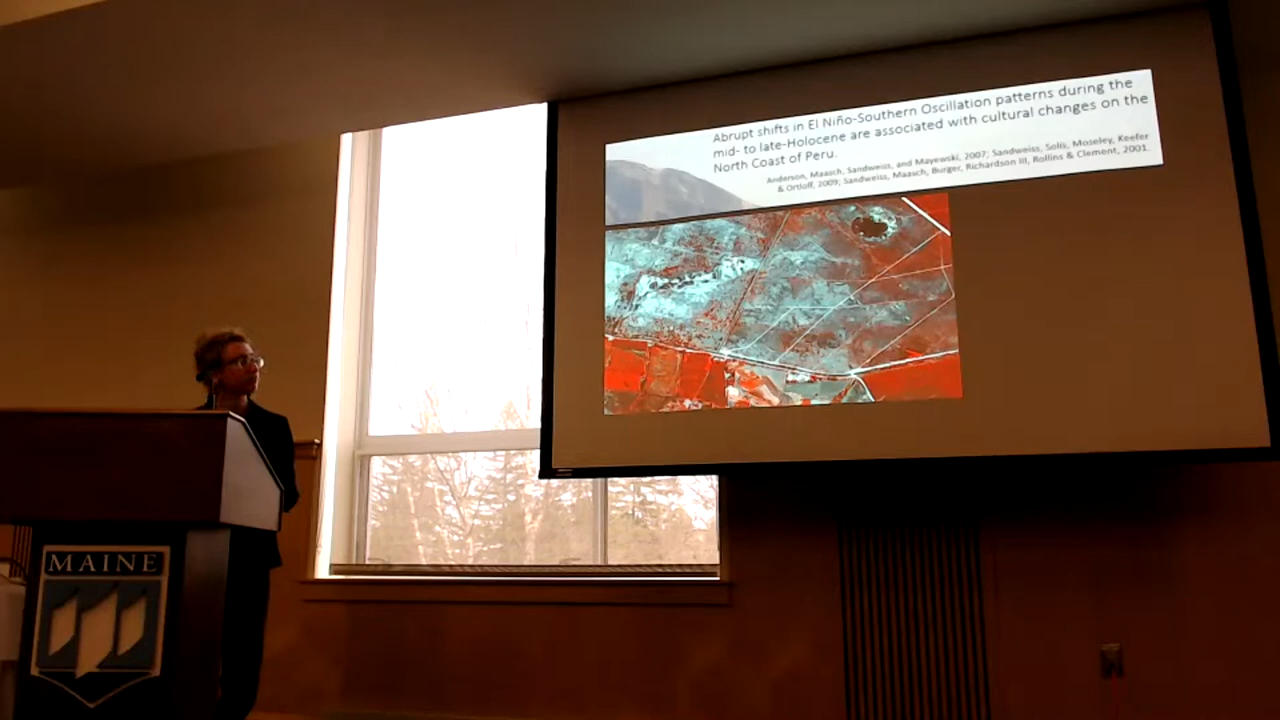 Abrupt shifts in El Niño-Southern Oscillation patterns during the
mid- to late-Holocene are associated with cultural changes on the
North Coast of Peru.
Anderson, Maasch, Sandweiss, and Mayewski, 2007; Sandweiss, Solis, Moseley, Keefer
& Ortloff, 2009; Sandweiss, Maasch, Burger, Richardson III, Rollins & Clement, 2001.
MAINE